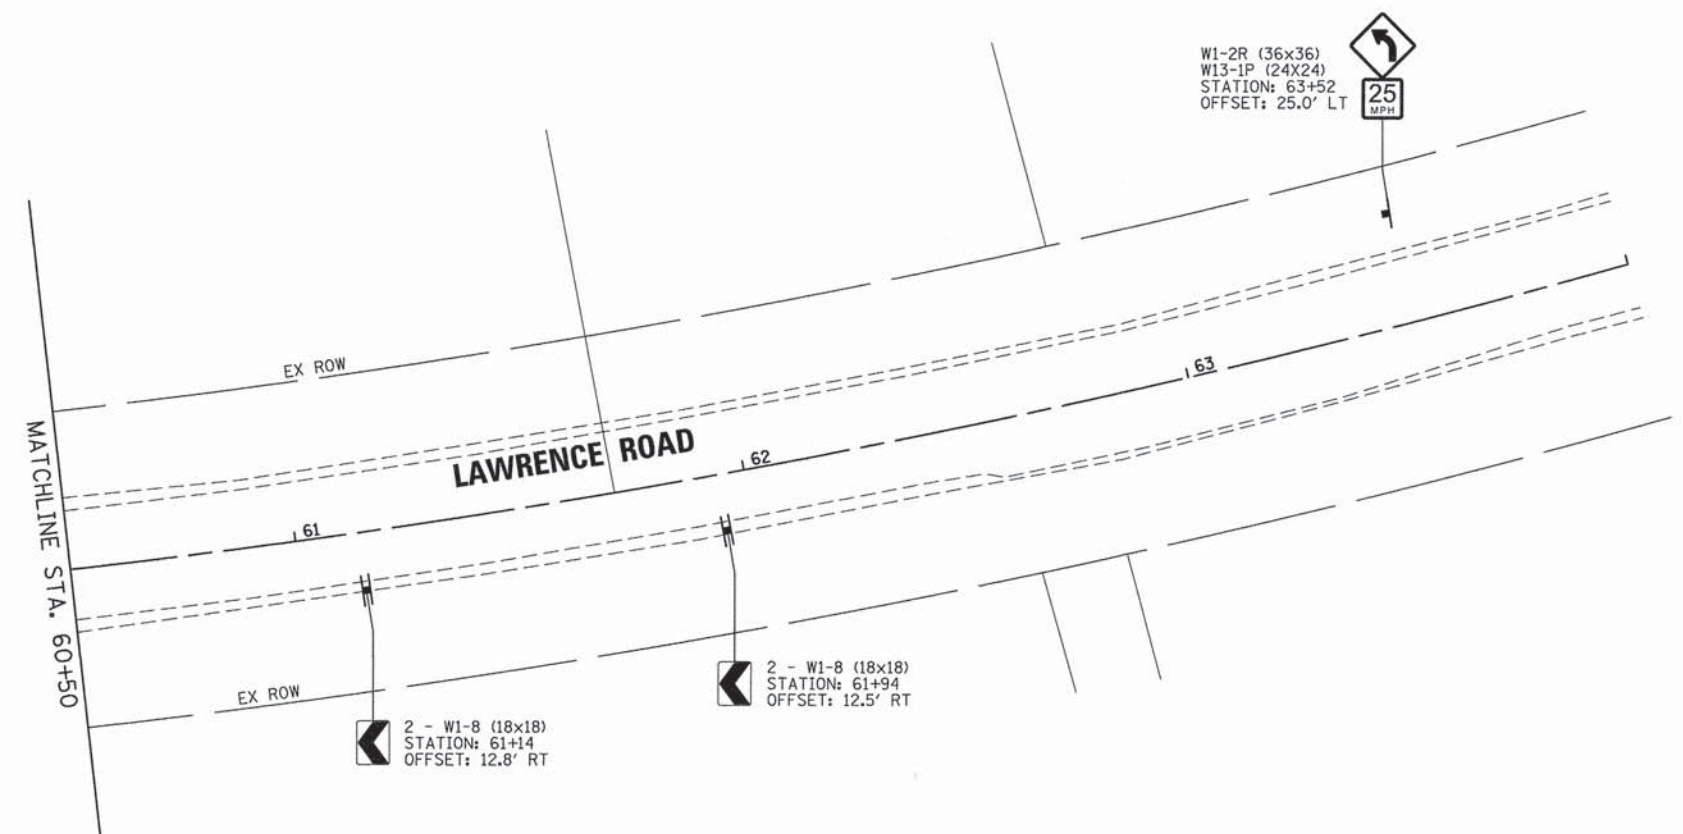 W1-2R (36x36)
W13-1P (24X24)
STATION: 63+52
OFFSET: 25.0' LT
25
MPH
EX ROW
63
LAWRENCE ROAD
62
61
MATCHLINE STA. 60+50
2 - W1-8 (18x18)
STATION: 61+94
OFFSET: 12.5' RT
EX ROW
2 - W1-8 (18x18)
STATION: 61+14
OFFSET: 12.8' RT